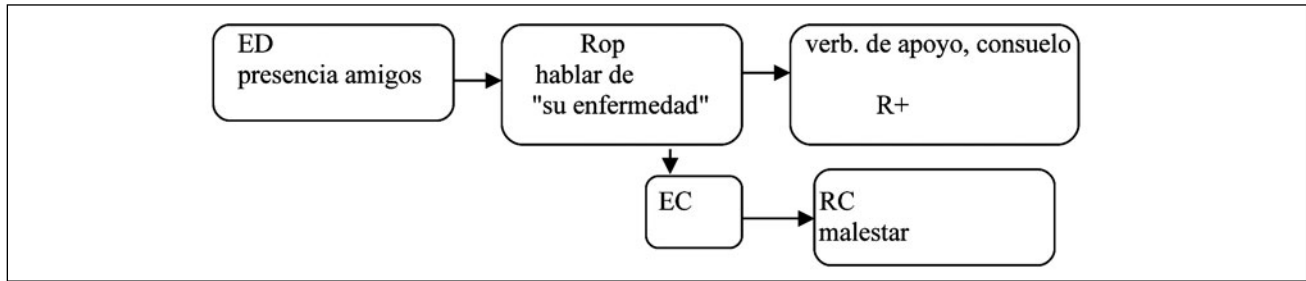 ED
presencia amigos
Rop
hablar de
"su enfermedad"
verb. de apoyo, consuelo
R+
EC
RC
malestar